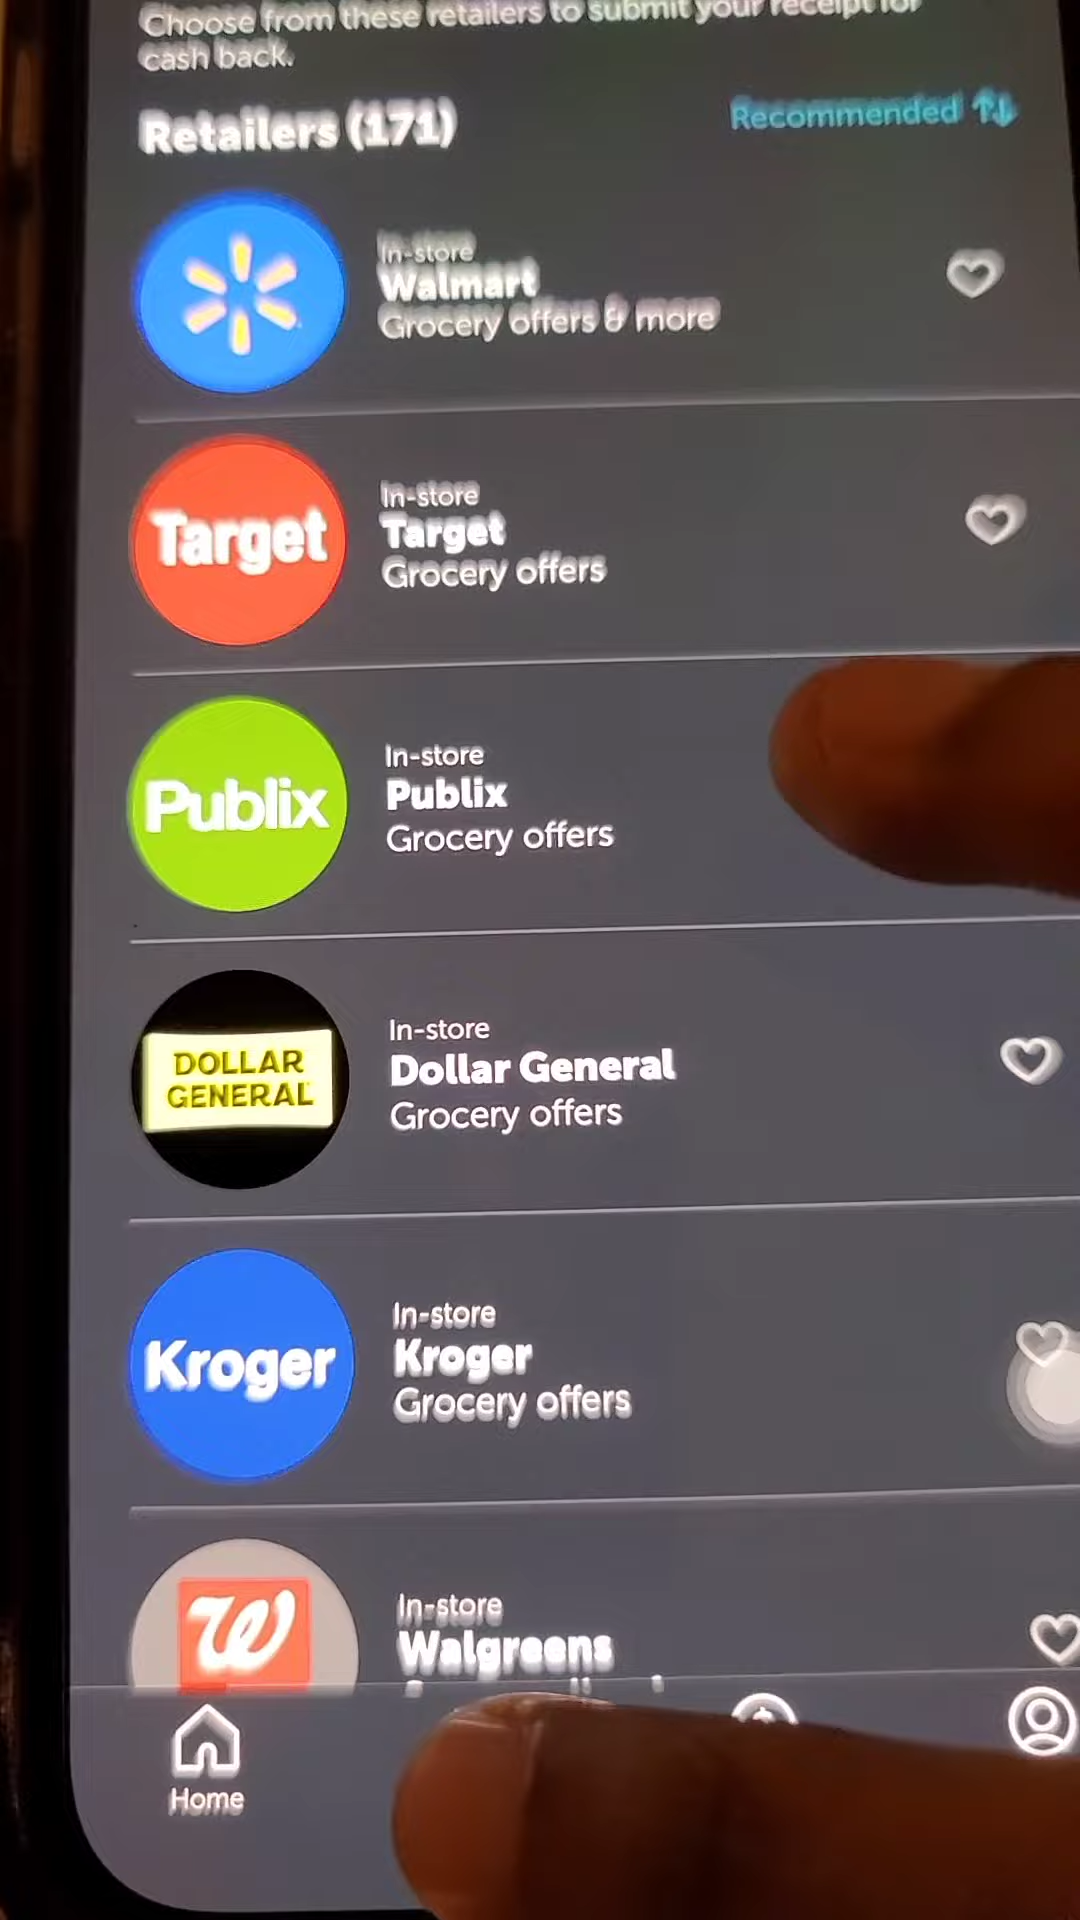 Choose from these retailers to submit your receipt for
cash back.
Retailers (171)
Recommended
In-store
Walmart
Grocery offers & more
Target
In-store
Target
Grocery offers
Publix
In-store
Publix
Grocery offers
DOLLAR
GENERAL
In-store
Dollar General
Grocery offers
Kroger
In-store
Kroger
Grocery offers
W
In-store
Walgreens
Home